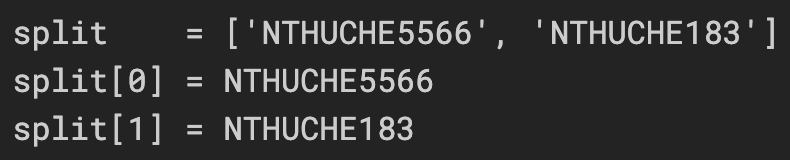 split    = ['NTHUCHE5566', 'NTHUCHE183']
split[0] = NTHUCHE5566
split[1] = NTHUCHE183